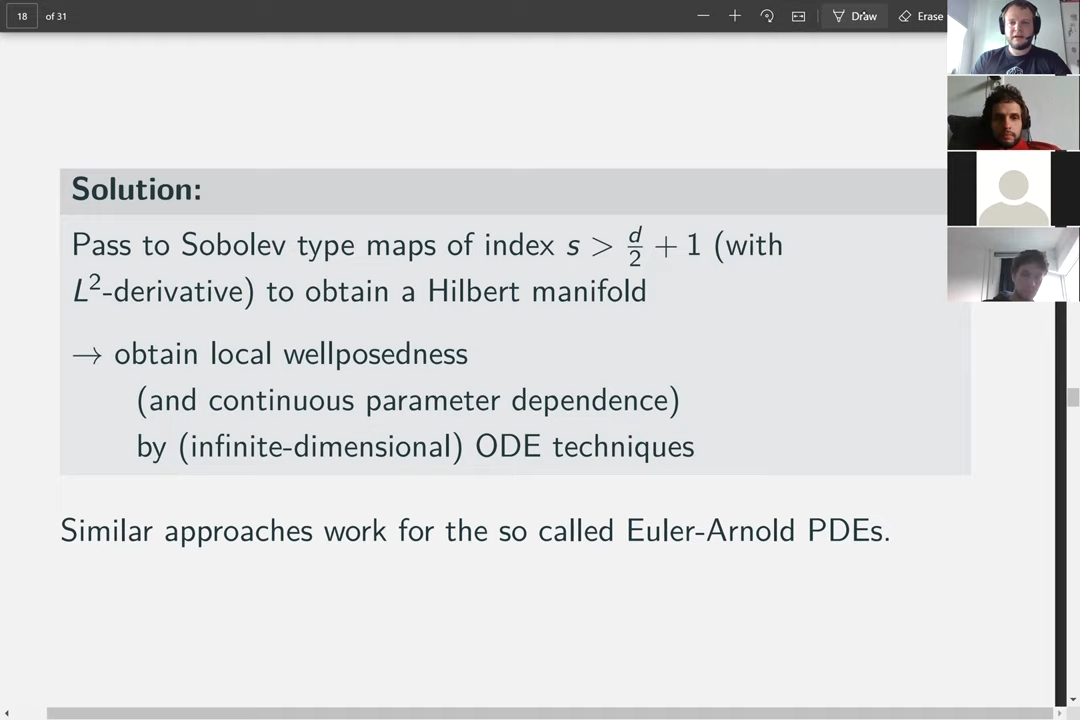 18 of 31 Draw Erase
Solution:
Pass to Sobolev type maps of index s > d/2 + 1 (with
L²-derivative) to obtain a Hilbert manifold
→ obtain local wellposedness
(and continuous parameter dependence)
by (infinite-dimensional) ODE techniques
Similar approaches work for the so called Euler-Arnold PDEs.